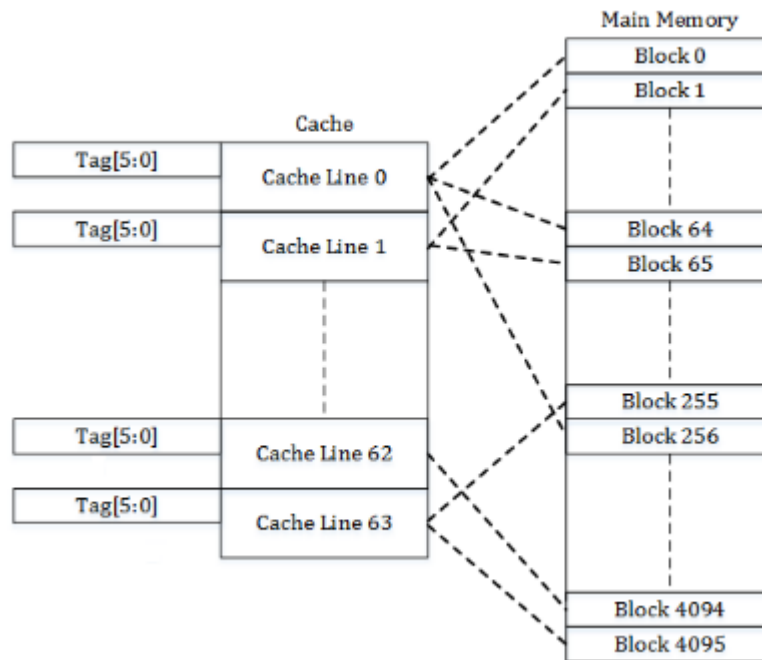 Main Memory
Block 0
Block 1
Cache
Tag[5:0]
Cache Line 0
Tag[5:0]
Cache Line 1
Block 64
Block 65
Block 255
Block 256
Tag[5:0]
Cache Line 62
Tag[5:0]
Cache Line 63
Block 4094
Block 4095